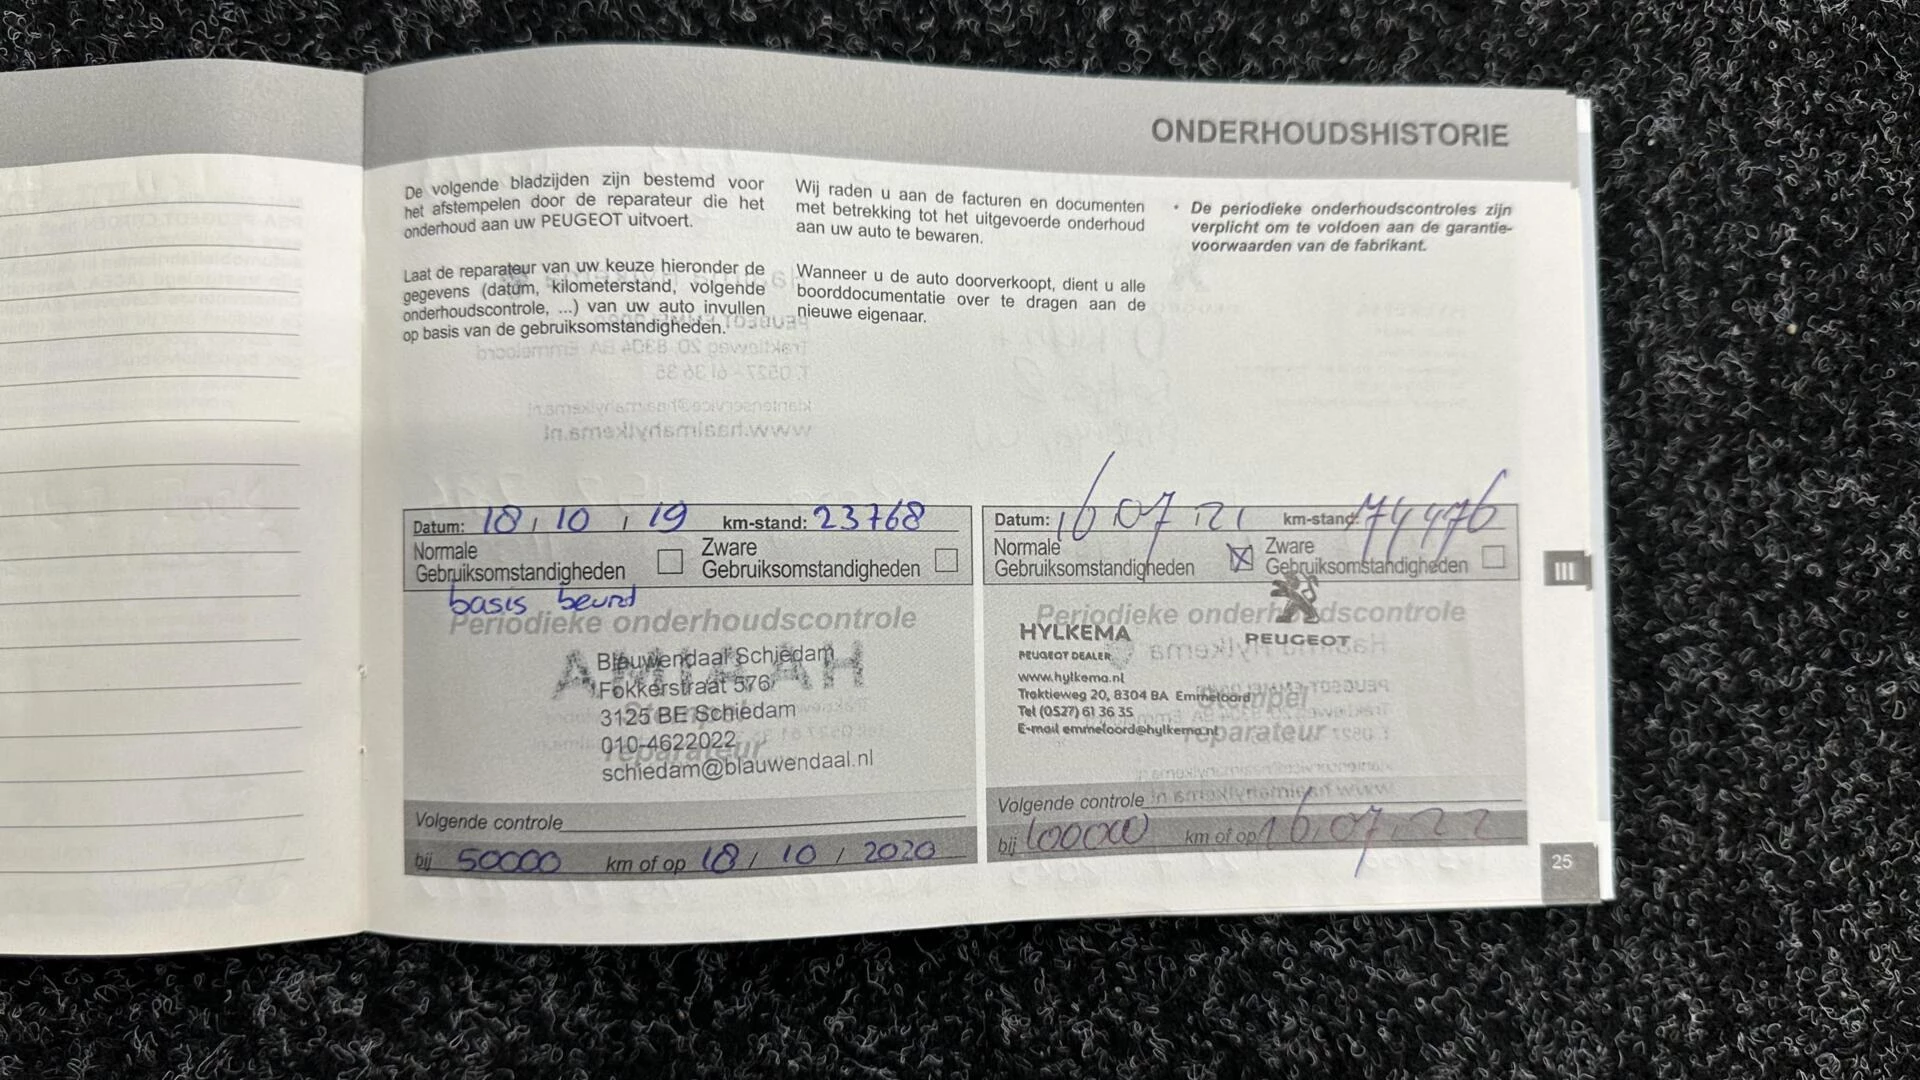 ONDERHOUDSHISTORIE
De volgende bladzijden zijn bestemd voor
het afstempelen door de reparateur die het
onderhoud aan uw PEUGEOT uitvoert.
Laat de reparateur van uw keuze hieronder de
gegevens (datum, kilometerstand, volgende
onderhoudscontrole, ...) van uw auto invullen
op basis van de gebruiksomstandigheden.
Wij raden u aan de facturen en documenten
met betrekking tot het uitgevoerde onderhoud
aan uw auto te bewaren.
Wanneer u de auto doorverkoopt, dient u alle
boorddocumentatie over te dragen aan de
nieuwe eigenaar.
• De periodieke onderhoudscontroles zijn
verplicht om te voldoen aan de garantie-
voorwaarden van de fabrikant.
Datum: 18 / 10 / 19 km-stand: 23768
Normale
Gebruiksomstandigheden
Zware
Gebruiksomstandigheden
basis beurt
Periodieke onderhoudscontrole
Blauwendaal Schiedam
Fokkerstraat 576
3125 BE Schiedam
010-4622022
reparateur
schiedam@blauwendaal.nl
Volgende controle
bij 50000 km of op 18 / 10 / 2020
Datum: 16 / 07 / 21 km-stand: 74476
Normale
Gebruiksomstandigheden
Zware
Gebruiksomstandigheden
Periodieke onderhoudscontrole
HYLKEMA
PEUGEOT DEALER
PEUGEOT
www.hylkema.nl
Traktieweg 20, 8304 BA Emmeloord
Stempel
Tel (0527) 61 36 35
E-mail emmeloord@hylkema.nl
reparateur
Volgende controle
bij 100000 km of op 16 / 07 / 22
III
25